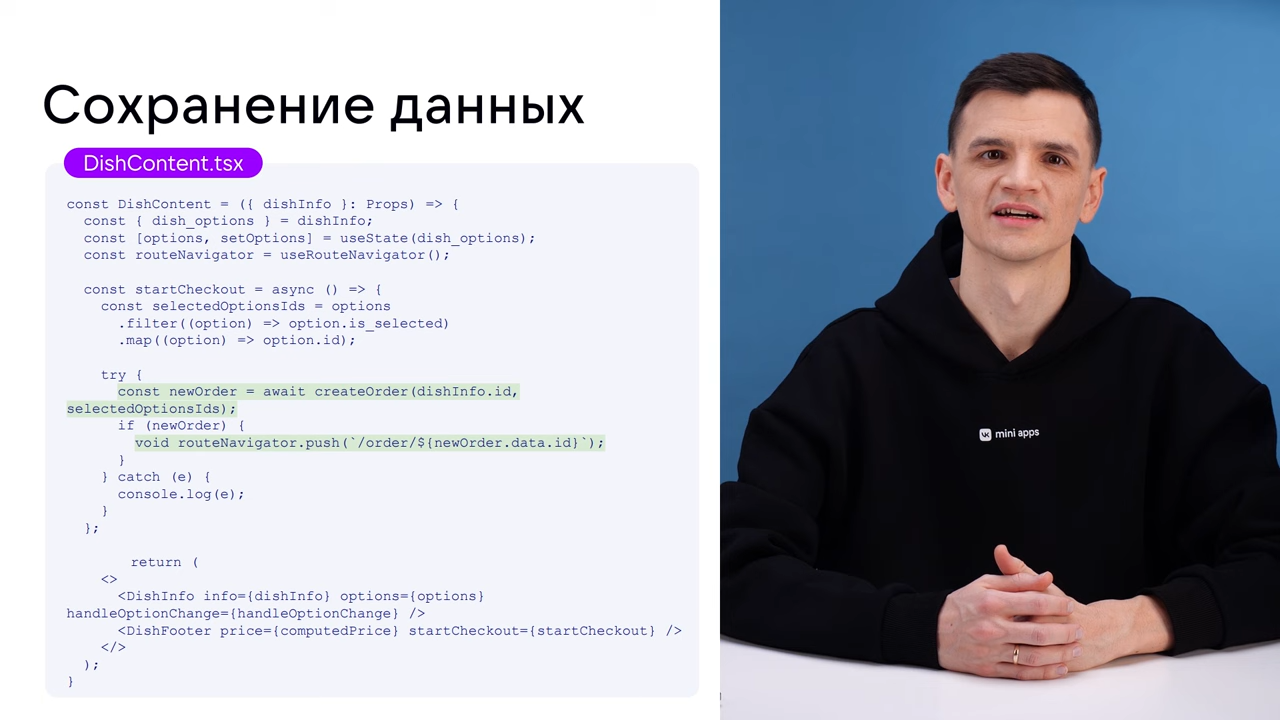 Сохранение данных
DishContent.tsx
const DishContent = ({ dishInfo }: Props) => {
  const { dish_options } = dishInfo;
  const [options, setOptions] = useState(dish_options);
  const routeNavigator = useRouteNavigator();

  const startCheckout = async () => {
    const selectedOptionsIds = options
      .filter((option) => option.is_selected)
      .map((option) => option.id);

    try {
      const newOrder = await createOrder(dishInfo.id,
selectedOptionsIds);
      if (newOrder) {
        void routeNavigator.push(`/order/${newOrder.data.id}`);
      }
    } catch (e) {
      console.log(e);
    }
  };

        return (
    <>
      <DishInfo info={dishInfo} options={options}
handleOptionChange={handleOptionChange} />
      <DishFooter price={computedPrice} startCheckout={startCheckout} />
    </>
  );
}
mini apps